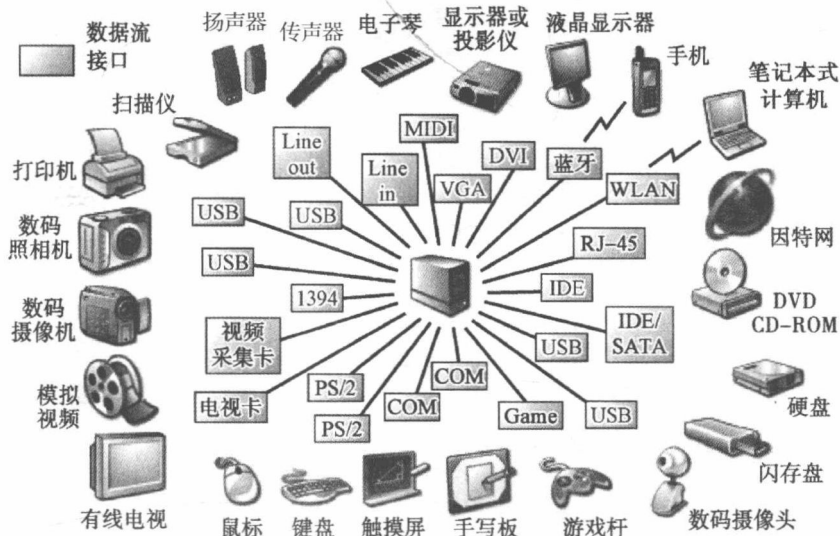 数据流
接口
扬声器
传声器
电子琴
显示器或
投影仪
液晶显示器
手机
笔记本式
计算机
扫描仪
打印机
数码
照相机
数码
摄像机
模拟
视频
有线电视
Line
out
Line
in
MIDI
VGA
DVI
蓝牙
WLAN
USB
USB
USB
1394
视频
采集卡
电视卡
PS/2
PS/2
COM
COM
Game
USB
USB
IDE/
SATA
IDE
RJ-45
因特网
DVD
CD-ROM
硬盘
闪存盘
鼠标
键盘
触摸屏
手写板
游戏杆
数码摄像头